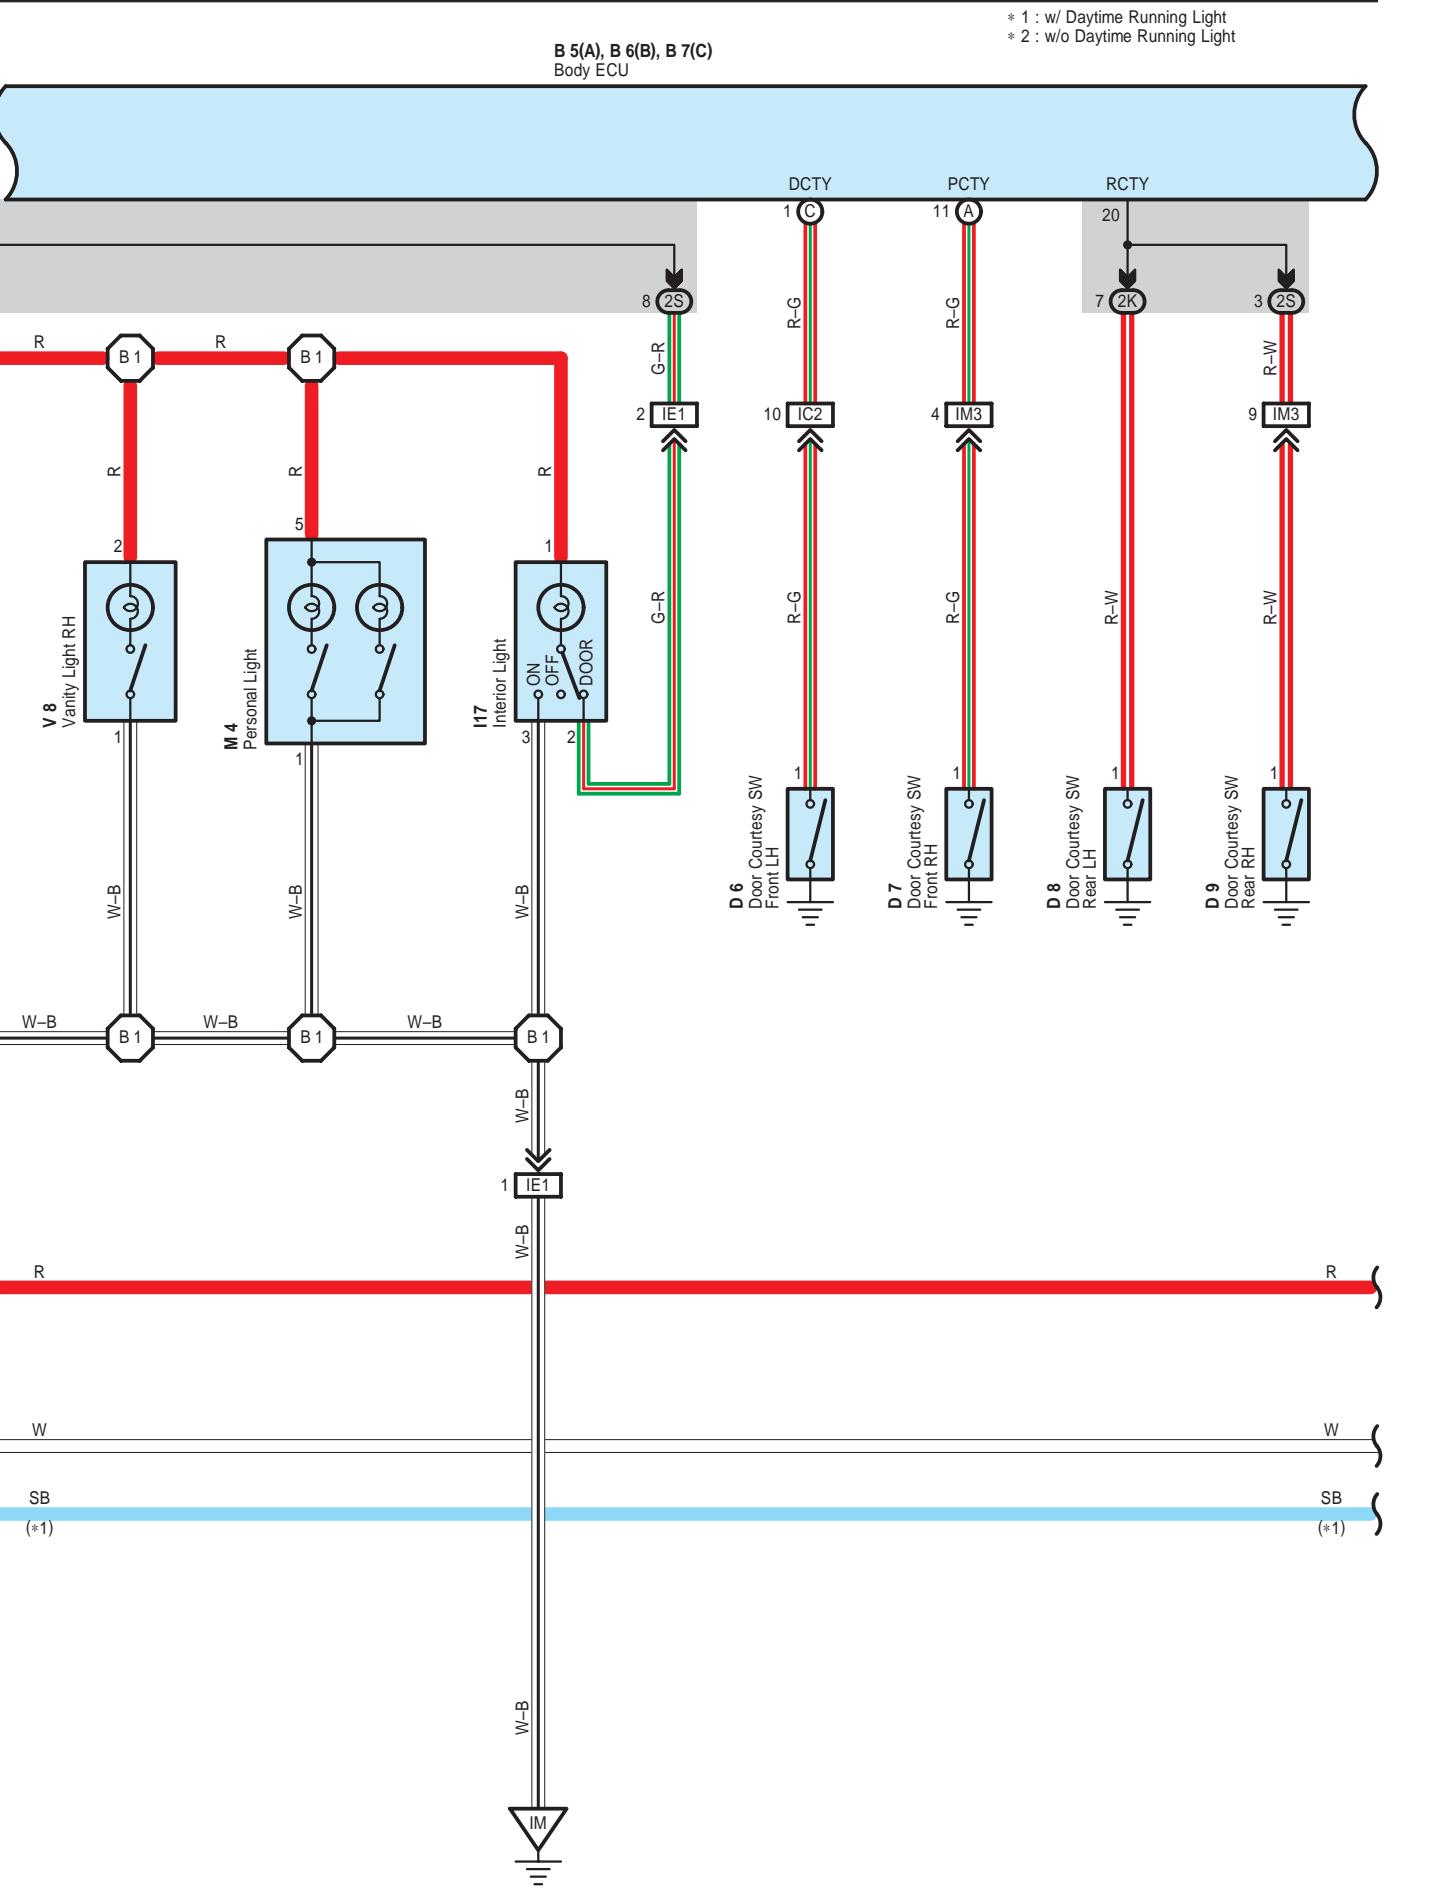 * 1 : w/ Daytime Running Light
* 2 : w/o Daytime Running Light
B 5(A), B 6(B), B 7(C)
Body ECU
DCTY
PCTY
RCTY
1 C
11 A
20
8 2S
7 2K
3 2S
R
B 1
R
B 1
G–R
R–G
R–G
R–W
2 IE1
10 IC2
4 IM3
9 IM3
R
R
R
2
5
1
G–R
R–G
R–G
R–W
R–W
V 8
Vanity Light RH
M 4
Personal Light
I17
Interior Light
ON
OFF
DOOR
1
1
3
2
1
1
1
1
D 6
Door Courtesy SW
Front LH
D 7
Door Courtesy SW
Front RH
D 8
Door Courtesy SW
Rear LH
D 9
Door Courtesy SW
Rear RH
W–B
W–B
W–B
W–B
B 1
W–B
B 1
W–B
B 1
W–B
1 IE1
W–B
R
R
W
W
SB
(*1)
SB
(*1)
W–B
IM